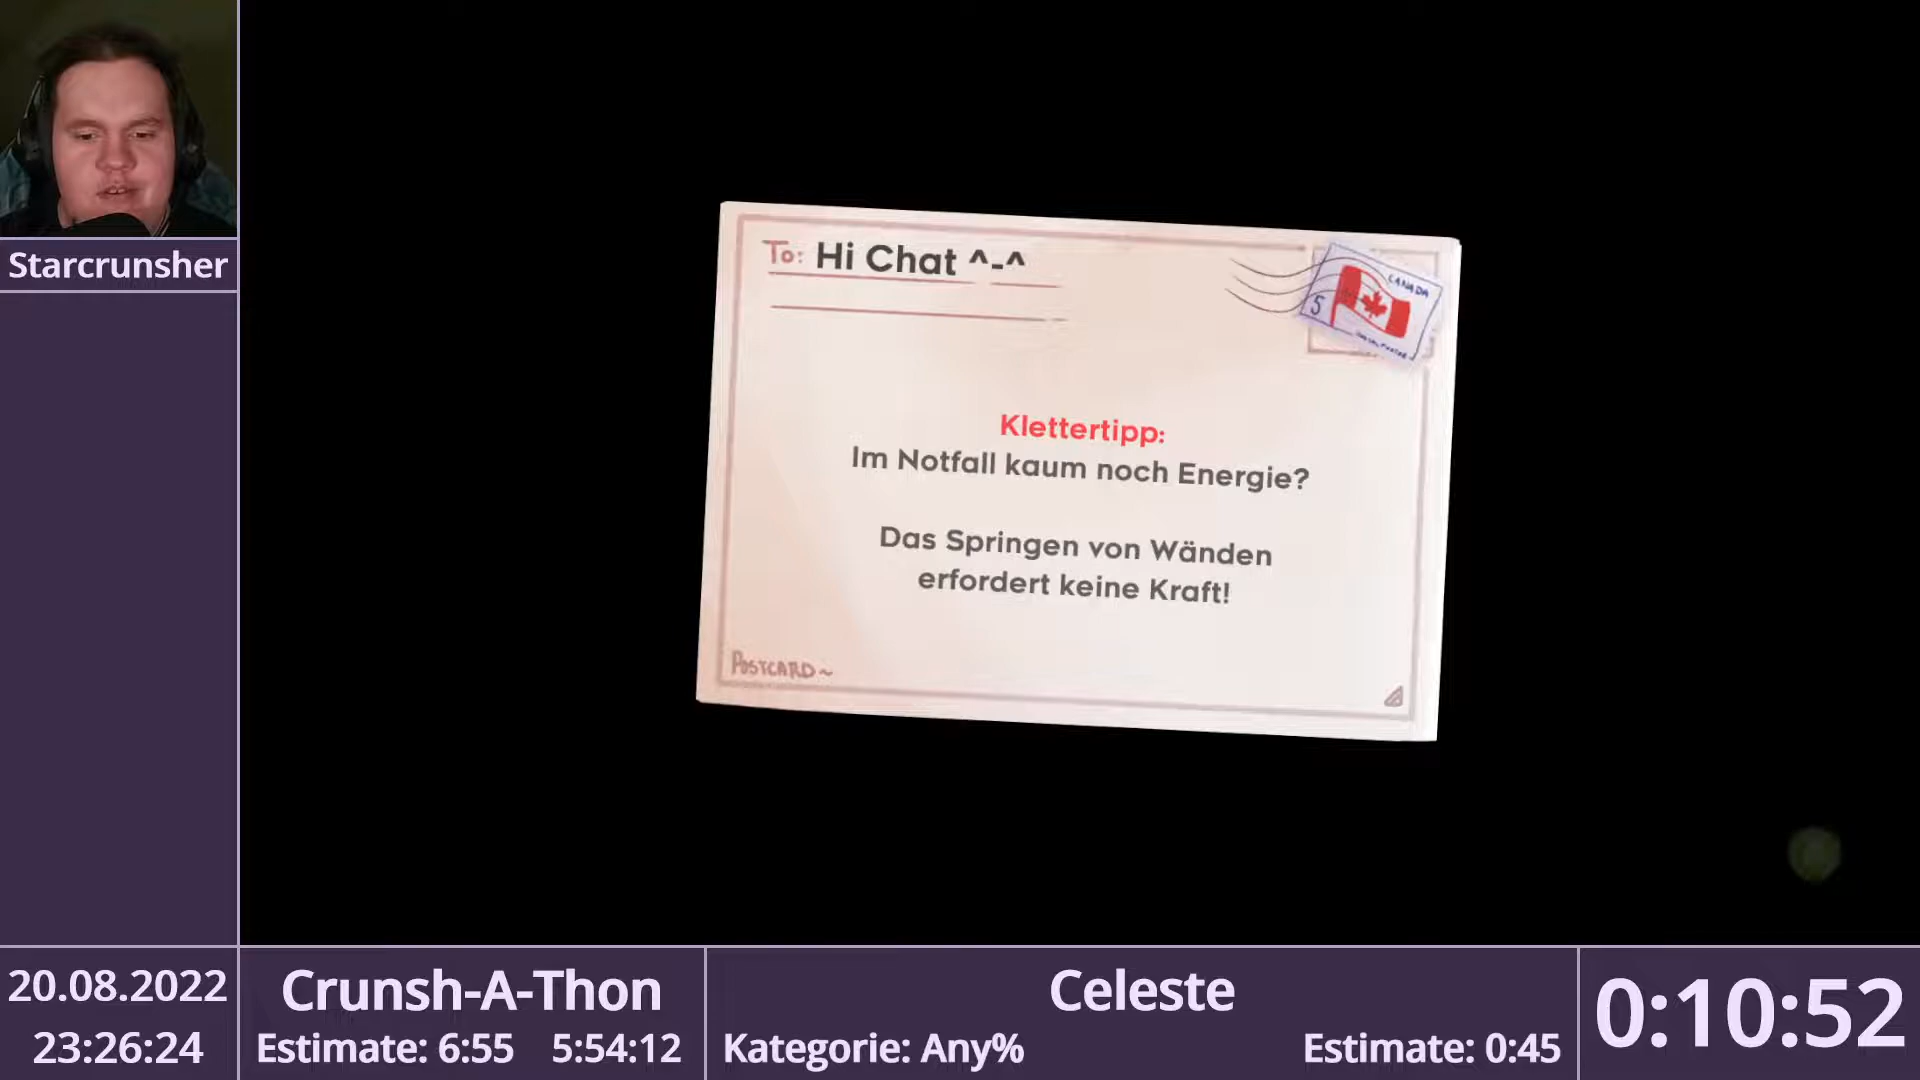 Starcrunsher
To: Hi Chat ^-^
CANADA
5
Klettertipp:
Im Notfall kaum noch Energie?
Das Springen von Wänden
erfordert keine Kraft!
POSTCARD~
20.08.2022
23:26:24
Crunsh-A-Thon
Estimate: 6:55 5:54:12
Celeste
Kategorie: Any%
Estimate: 0:45
0:10:52